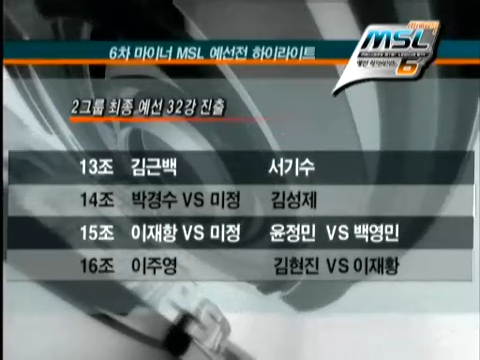 6차 마이너 MSL 예선전 하이라이트
MSL
6
2그룹 최종 예선 32강 진출
13조 김근백 서기수
14조 박경수 VS 미정 김성제
15조 이재항 VS 미정 윤정민 VS 백영민
16조 이주영 김현진 VS 이재황